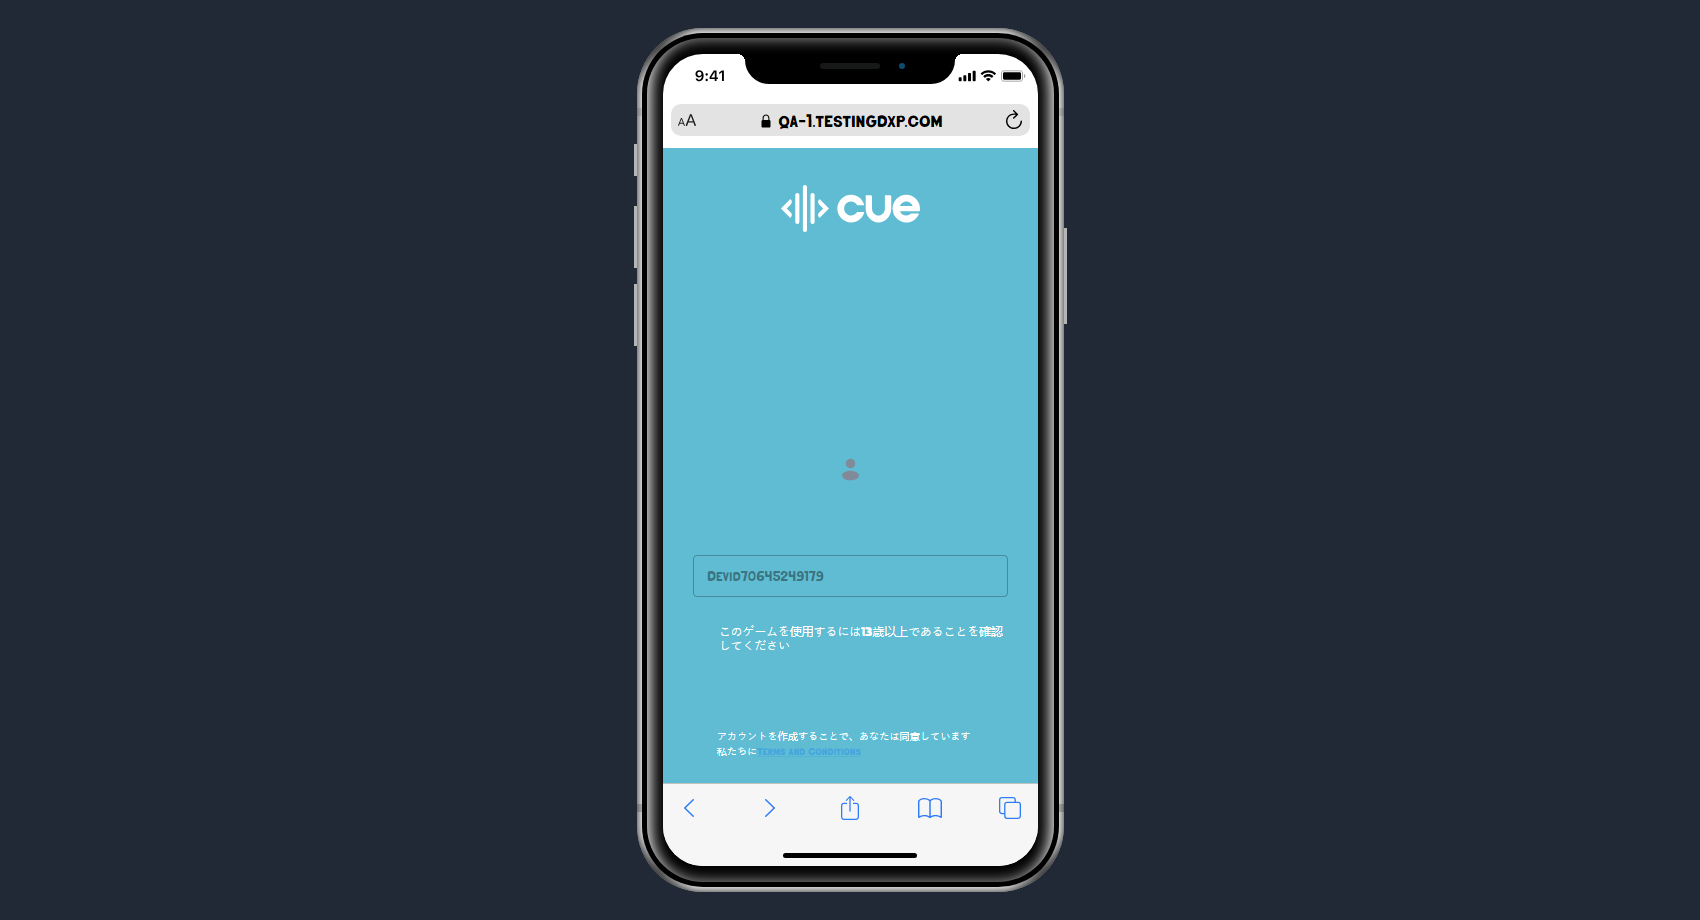 9:41
AA
QA-1.TESTINGDXP.COM
cue
Devid70645249179
このゲームを使用するには13歳以上であることを確認
してください
アカウントを作成することで、あなたは同意しています
私たちにTerms and Conditions